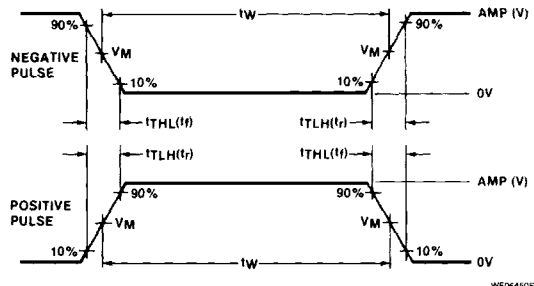 tW
AMP (V)
90%
90%
NEGATIVE
PULSE
VM
VM
10%
10%
0V
tTHL(tf)
tTLH(tr)
tTLH(tr)
tTHL(tf)
AMP (V)
90%
90%
POSITIVE
PULSE
VM
VM
10%
10%
0V
tW
WF06450S